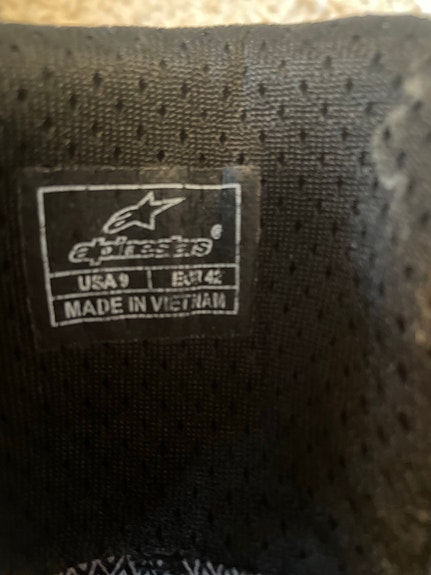 alpinestars®
USA 9 EUR 42
MADE IN VIETNAM